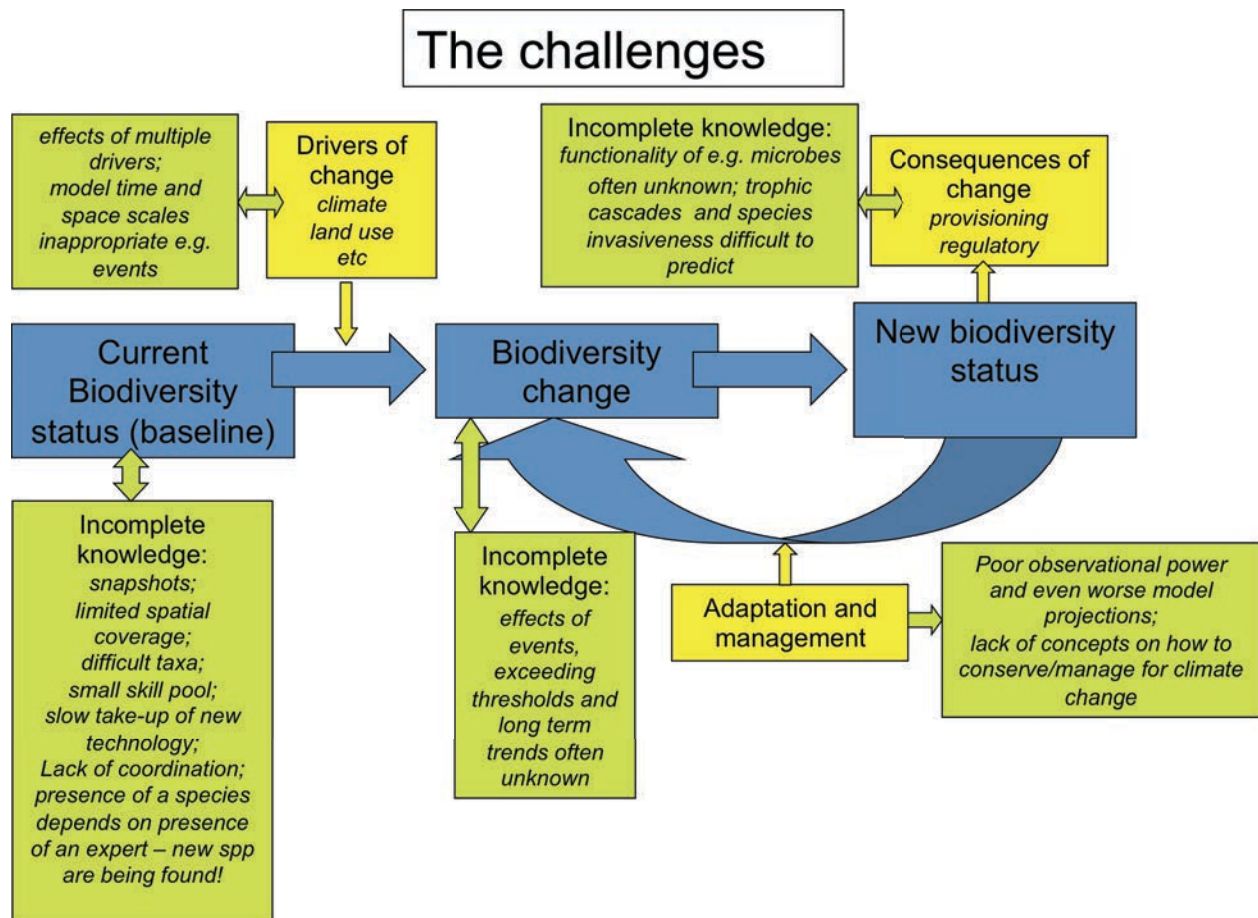 The challenges
effects of multiple
drivers;
model time and
space scales
inappropriate e.g.
events
Drivers of
change
climate
land use
etc
Incomplete knowledge:
functionality of e.g. microbes
often unknown; trophic
cascades and species
invasiveness difficult to
predict
Consequences of
change
provisioning
regulatory
Current
Biodiversity
status (baseline)
Biodiversity
change
New biodiversity
status
Incomplete
knowledge:
snapshots;
limited spatial
coverage;
difficult taxa;
small skill pool;
slow take-up of new
technology;
Lack of coordination;
presence of a species
depends on presence
of an expert – new spp
are being found!
Incomplete
knowledge:
effects of
events,
exceeding
thresholds and
long term
trends often
unknown
Adaptation and
management
Poor observational power
and even worse model
projections;
lack of concepts on how to
conserve/manage for climate
change